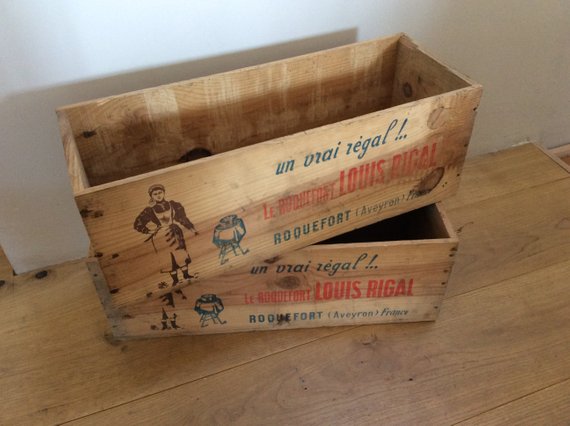 un vrai régal !..
Le ROQUEFORT LOUIS RIGAL
ROQUEFORT (Aveyron) France
un vrai régal !..
Le ROQUEFORT LOUIS RIGAL
ROQUEFORT (Aveyron) France